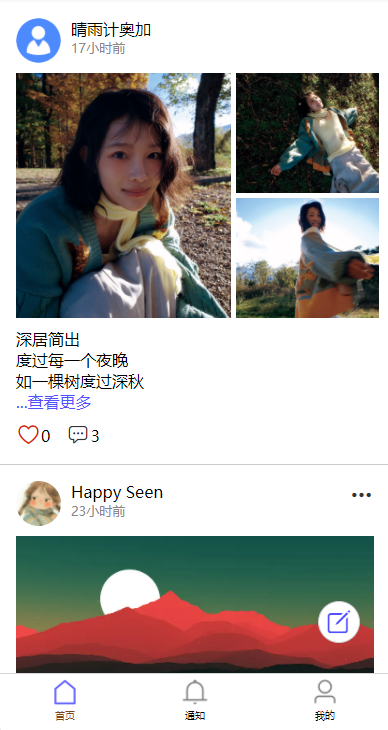 晴雨计奥加
17小时前
深居简出
度过每一个夜晚
如一棵树度过深秋
...查看更多
0 3
Happy Seen
23小时前
首页 通知 我的